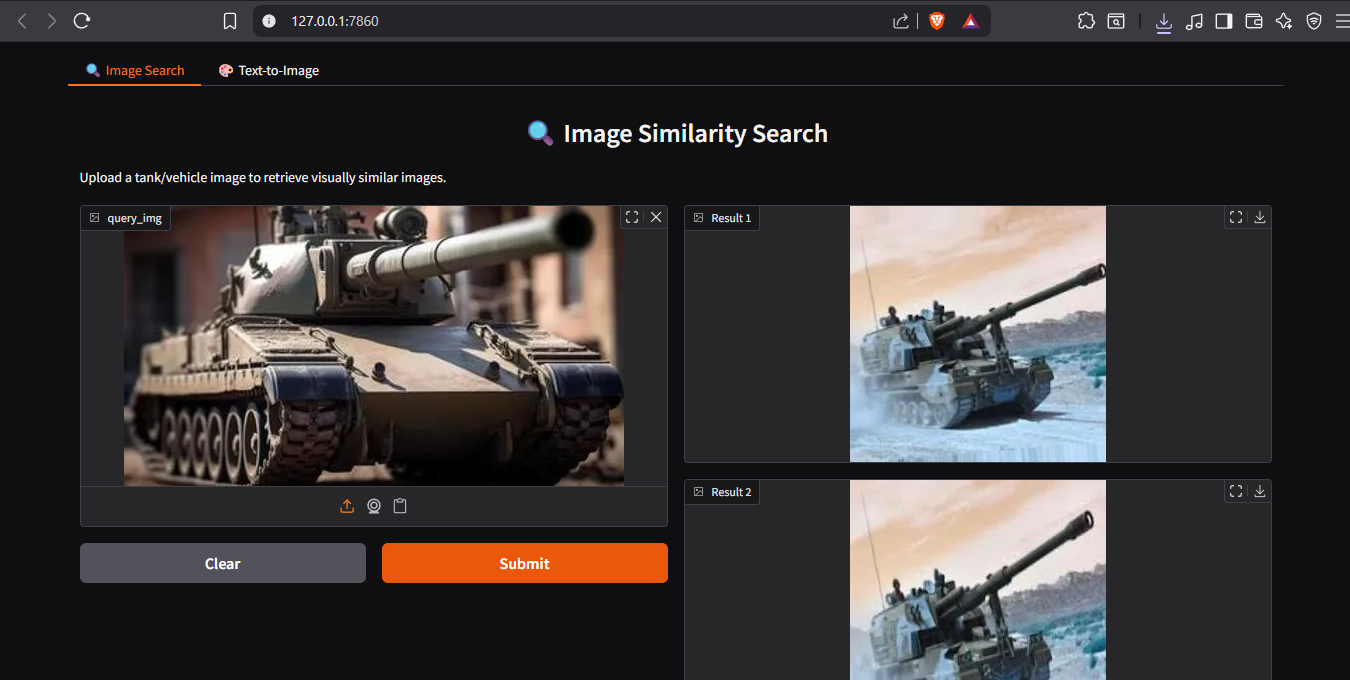 127.0.0.1:7860
Image Search
Text-to-Image
Image Similarity Search
Upload a tank/vehicle image to retrieve visually similar images.
query_img
Result 1
Result 2
Clear
Submit